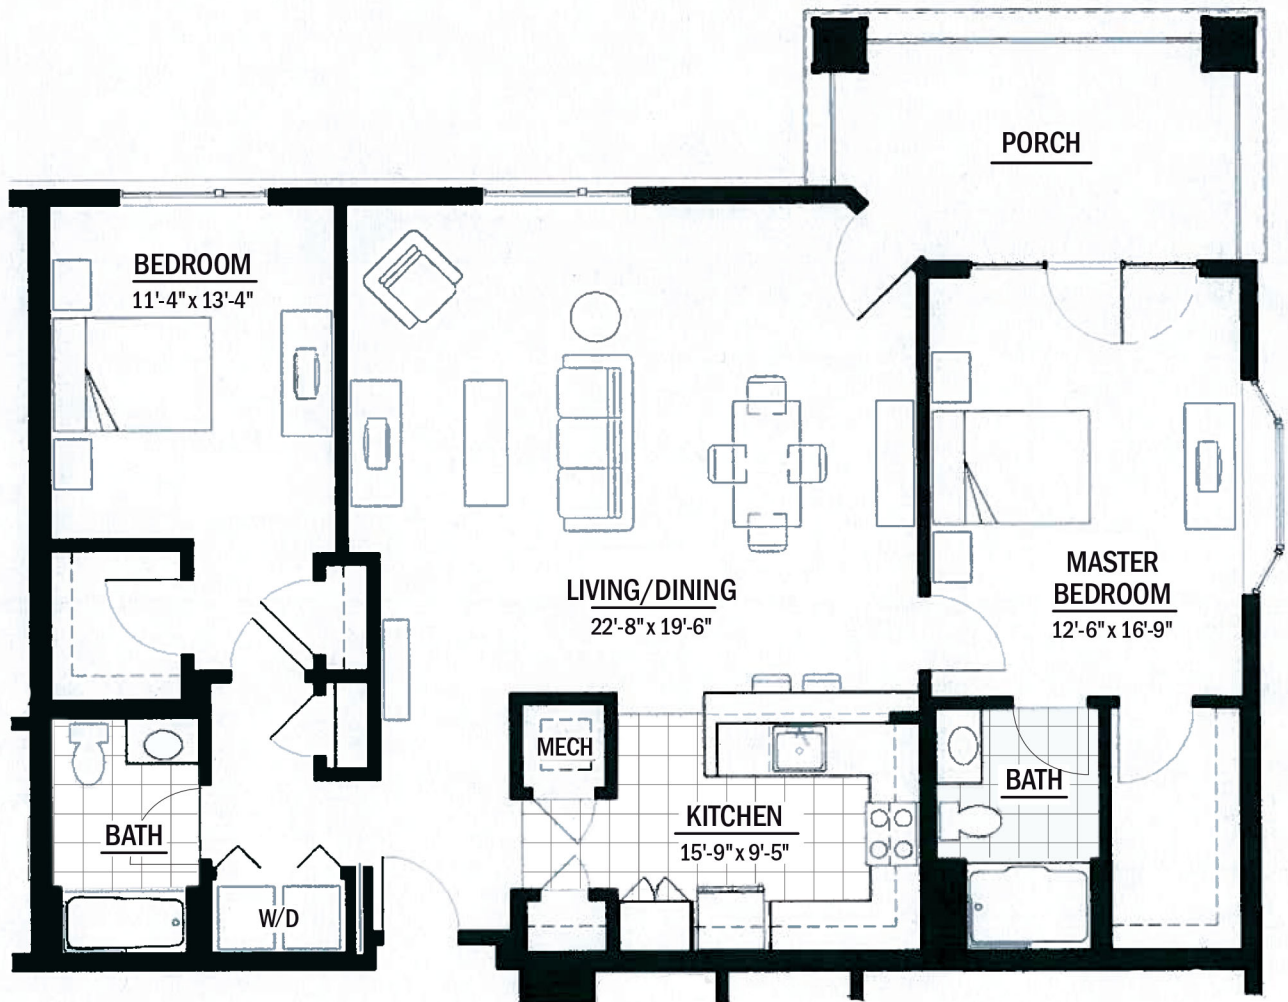 PORCH
BEDROOM
11'-4" x 13'-4"
LIVING/DINING
22'-8" x 19'-6"
MASTER
BEDROOM
12'-6" x 16'-9"
MECH
BATH
KITCHEN
15'-9" x 9'-5"
BATH
W/D